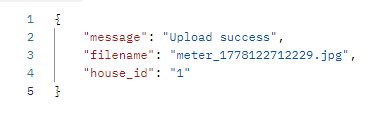 1 {
2 "message": "Upload success",
3 "filename": "meter_1778122712229.jpg",
4 "house_id": "1"
5 }